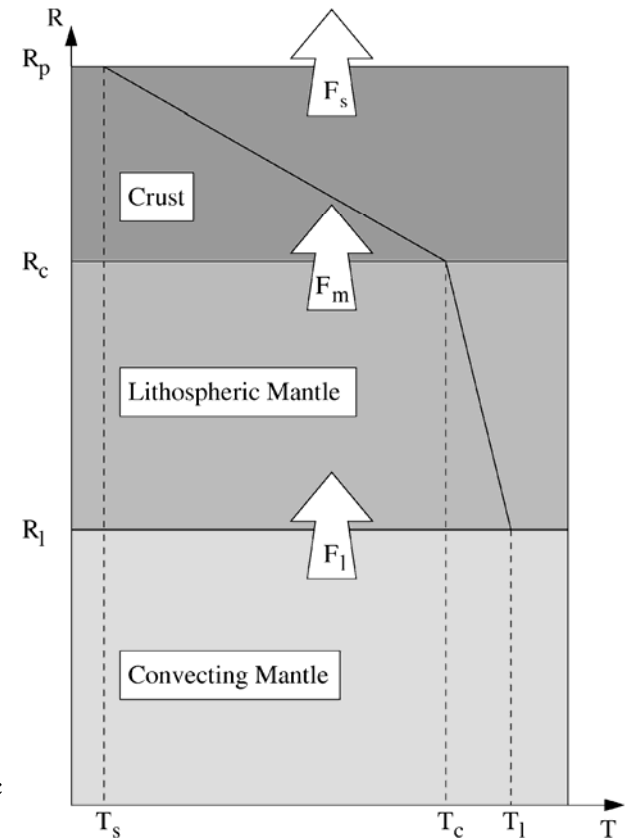 R
Rp
Fs
Crust
Rc
Fm
Lithospheric Mantle
Rl
Fl
Convecting Mantle
c
Ts
Tc
Tl
T